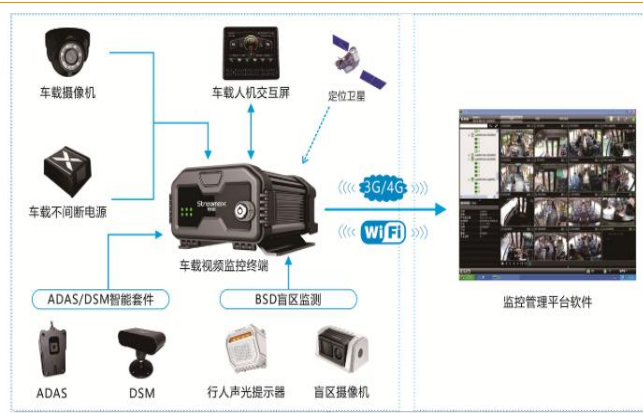 车载摄像机
车载人机交互屏
定位卫星
车载不间断电源
Streamax
3G/4G
WiFi
车载视频监控终端
ADAS/DSM智能套件
BSD盲区监测
ADAS
DSM
行人声光提示器
盲区摄像机
监控管理平台软件